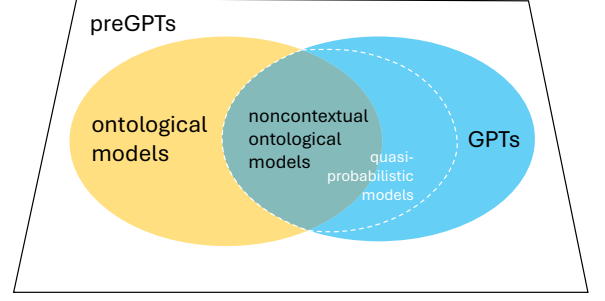 preGPTs
ontological
models
noncontextual
ontological
models
quasi-
probabilistic
models
GPTs